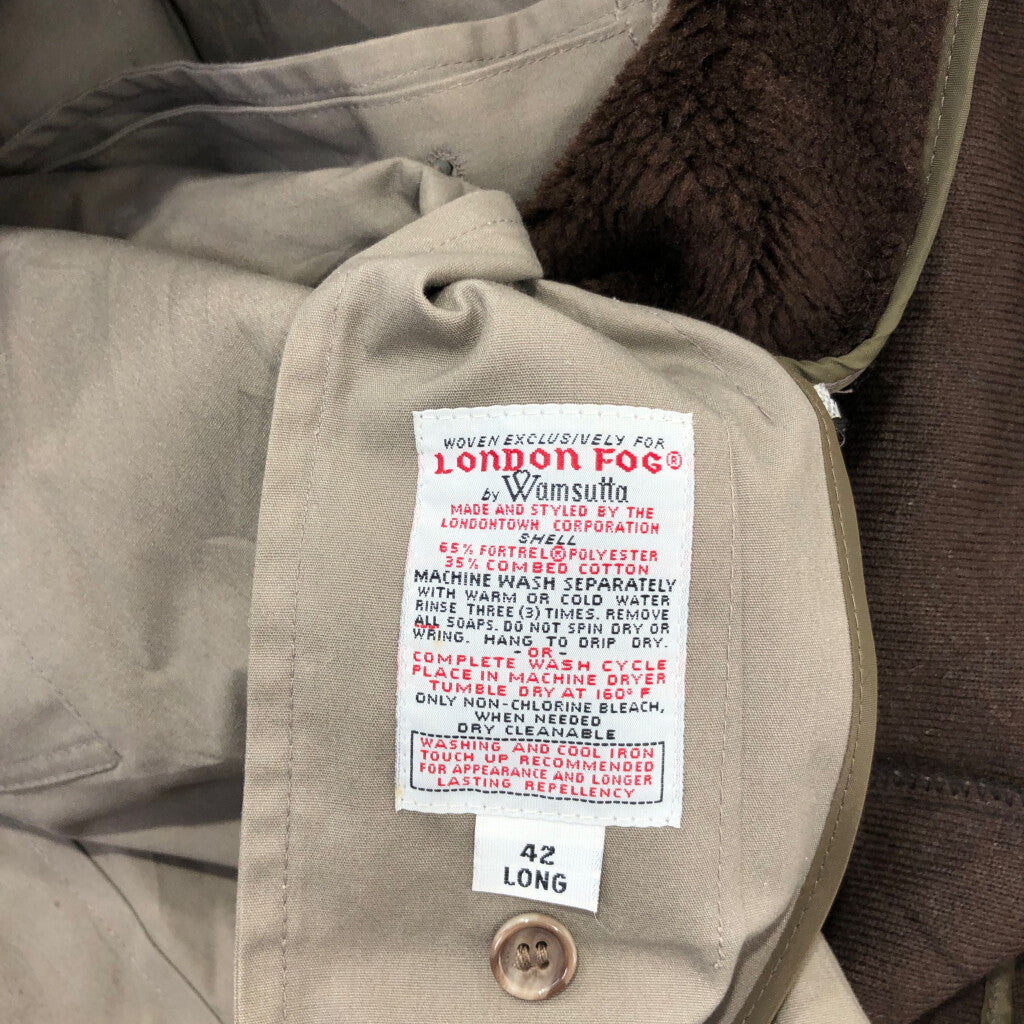 WOVEN EXCLUSIVELY FOR
LONDON FOG®
by Wamsutta
MADE AND STYLED BY THE
LONDONTOWN CORPORATION
SHELL
65% FORTREL® POLYESTER
35% COMBED COTTON
MACHINE WASH SEPARATELY
WITH WARM OR COLD WATER
RINSE THREE (3) TIMES. REMOVE
ALL SOAPS. DO NOT SPIN DRY OR
WRING. HANG TO DRIP DRY.
- OR -
COMPLETE WASH CYCLE
PLACE IN MACHINE DRYER
TUMBLE DRY AT 160° F
ONLY NON-CHLORINE BLEACH,
WHEN NEEDED
DRY CLEANABLE
WASHING AND COOL IRON
TOUCH UP RECOMMENDED
FOR APPEARANCE AND LONGER
LASTING REPELLENCY
42
LONG